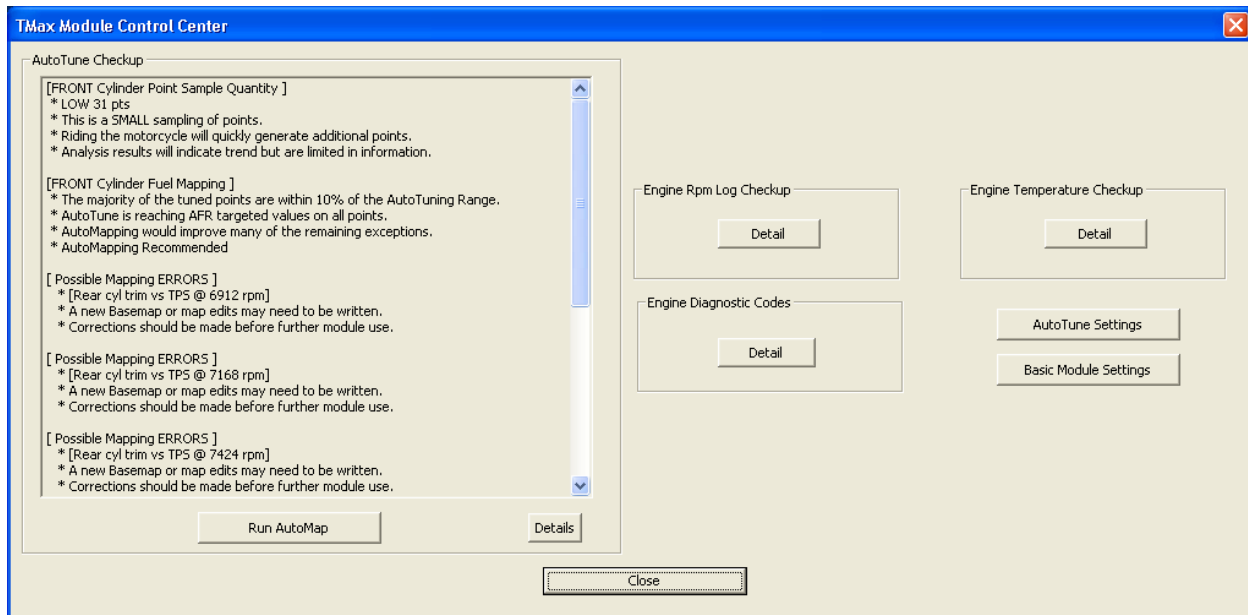 TMax Module Control Center
AutoTune Checkup
[FRONT Cylinder Point Sample Quantity ]
* LOW 31 pts
* This is a SMALL sampling of points.
* Riding the motorcycle will quickly generate additional points.
* Analysis results will indicate trend but are limited in information.
[FRONT Cylinder Fuel Mapping ]
* The majority of the tuned points are within 10% of the AutoTuning Range.
* AutoTune is reaching AFR targeted values on all points.
* AutoMapping would improve many of the remaining exceptions.
* AutoMapping Recommended
[ Possible Mapping ERRORS ]
* [Rear cyl trim vs TPS @ 6912 rpm]
* A new Basemap or map edits may need to be written.
* Corrections should be made before further module use.
[ Possible Mapping ERRORS ]
* [Rear cyl trim vs TPS @ 7168 rpm]
* A new Basemap or map edits may need to be written.
* Corrections should be made before further module use.
[ Possible Mapping ERRORS ]
* [Rear cyl trim vs TPS @ 7424 rpm]
* A new Basemap or map edits may need to be written.
* Corrections should be made before further module use.
Run AutoMap
Details
Engine Rpm Log Checkup
Detail
Engine Temperature Checkup
Detail
Engine Diagnostic Codes
Detail
AutoTune Settings
Basic Module Settings
Close